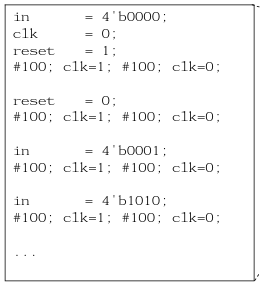 in = 4'b0000;
clk = 0;
reset = 1;
#100; clk=1; #100; clk=0;
reset = 0;
#100; clk=1; #100; clk=0;
in = 4'b0001;
#100; clk=1; #100; clk=0;
in = 4'b1010;
#100; clk=1; #100; clk=0;
...